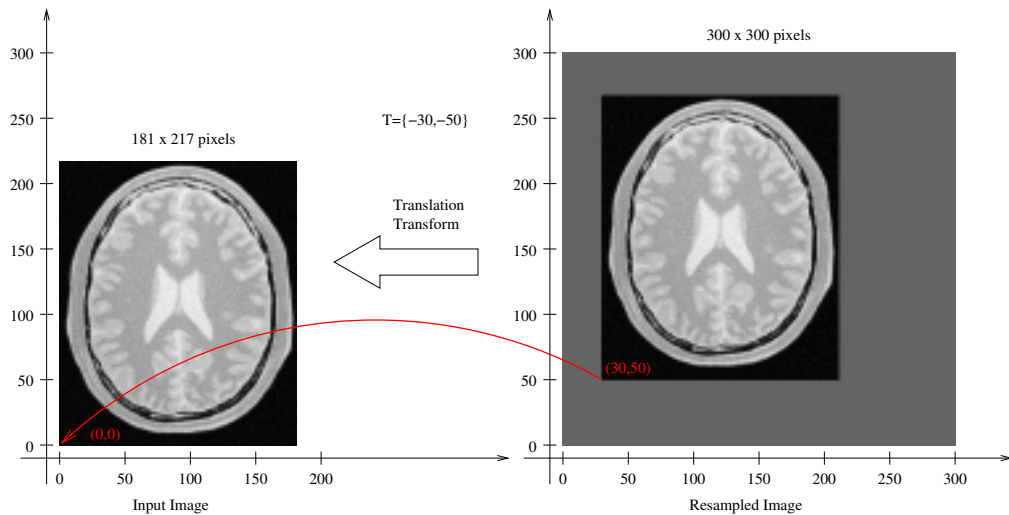 300 x 300 pixels
300
300
250
250
T={−30,−50}
181 x 217 pixels
200
200
Translation
Transform
150
150
100
100
50
50
(30,50)
(0,0)
0
0
0 50 100 150 200
0 50 100 150 200 250 300
Input Image
Resampled Image